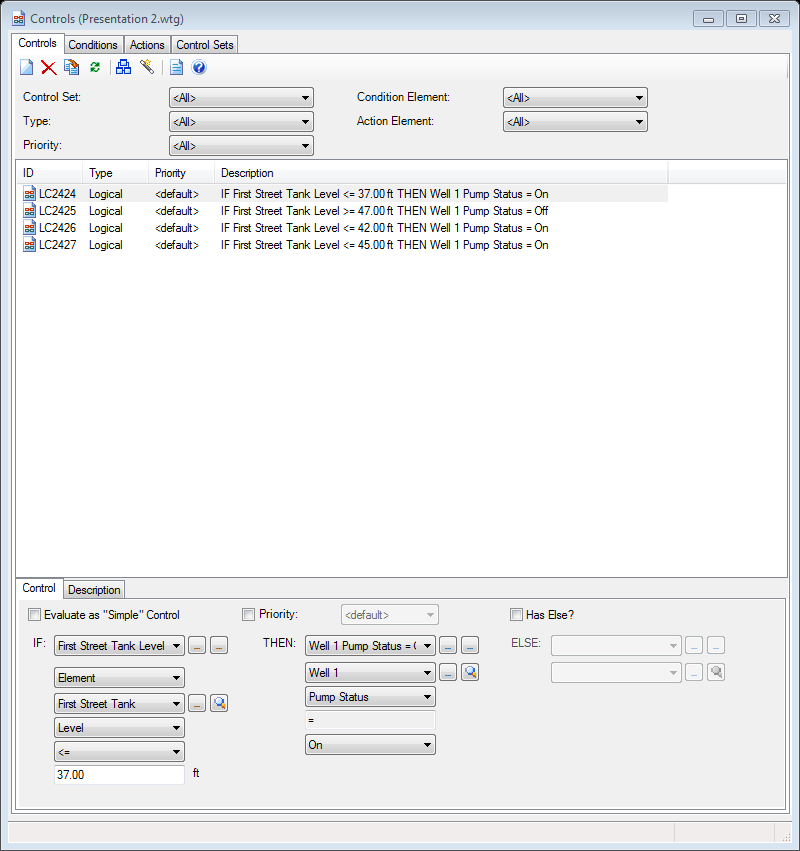 Controls (Presentation 2.wtg)
Controls Conditions Actions Control Sets
Control Set: <All> Condition Element: <All>
Type: <All> Action Element: <All>
Priority: <All>
ID Type Priority Description
LC2424 Logical <default> IF First Street Tank Level <= 37.00 ft THEN Well 1 Pump Status = On
LC2425 Logical <default> IF First Street Tank Level >= 47.00 ft THEN Well 1 Pump Status = Off
LC2426 Logical <default> IF First Street Tank Level <= 42.00 ft THEN Well 1 Pump Status = On
LC2427 Logical <default> IF First Street Tank Level <= 45.00 ft THEN Well 1 Pump Status = On
Control Description
Evaluate as "Simple" Control Priority: <default> Has Else?
IF: First Street Tank Level ... ... THEN: Well 1 Pump Status = ... ... ELSE: ... ...
Element Well 1 ... ...
First Street Tank ... Pump Status
Level =
<= On
37.00 ft